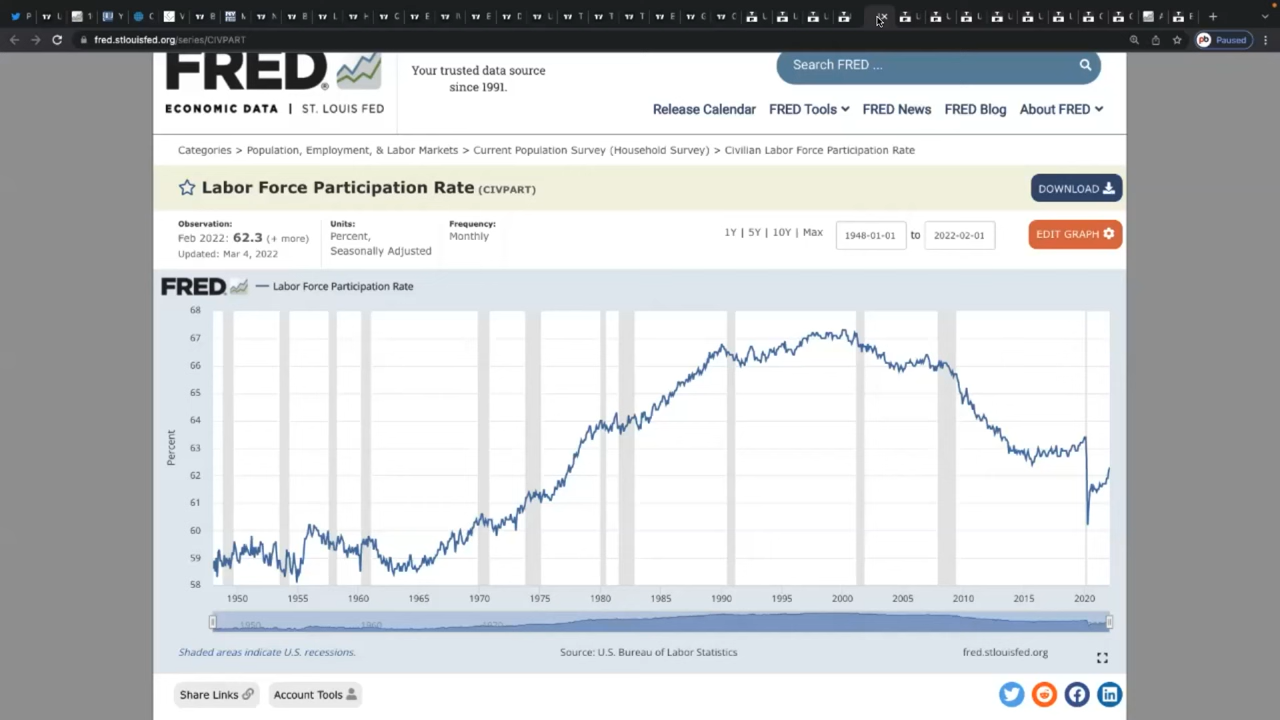 fred.stlouisfed.org/series/CIVPART
Paused
FRED
ECONOMIC DATA | ST. LOUIS FED
Your trusted data source
since 1991.
Search FRED ...
Release Calendar FRED Tools FRED News FRED Blog About FRED
Categories > Population, Employment, & Labor Markets > Current Population Survey (Household Survey) > Civilian Labor Force Participation Rate
Labor Force Participation Rate (CIVPART)
DOWNLOAD
Observation:
Feb 2022: 62.3 (+ more)
Updated: Mar 4, 2022
Units:
Percent,
Seasonally Adjusted
Frequency:
Monthly
1Y | 5Y | 10Y | Max
1948-01-01 to 2022-02-01
EDIT GRAPH
FRED Labor Force Participation Rate
68
67
66
65
64
63
62
61
60
59
58
Percent
1950 1955 1960 1965 1970 1975 1980 1985 1990 1995 2000 2005 2010 2015 2020
1950 1960 1970
Shaded areas indicate U.S. recessions.
Source: U.S. Bureau of Labor Statistics
fred.stlouisfed.org
Share Links
Account Tools